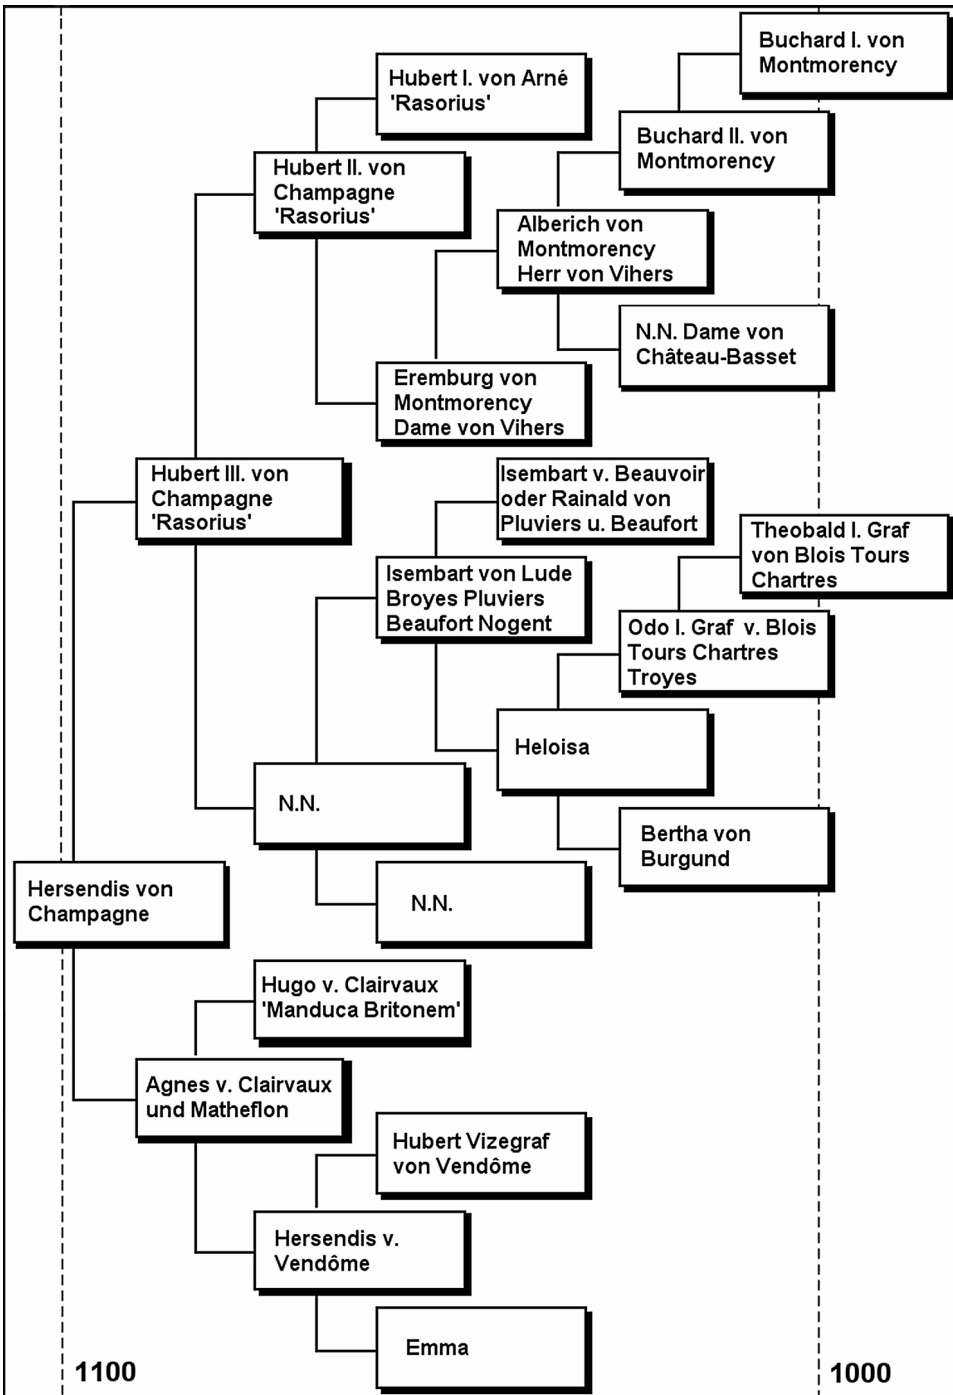 Buchard I. von
Montmorency
Hubert I. von Arné
'Rasorius'
Buchard II. von
Montmorency
Hubert II. von
Champagne
'Rasorius'
Alberich von
Montmorency
Herr von Vihers
N.N. Dame von
Château-Basset
Eremburg von
Montmorency
Dame von Vihers
Hubert III. von
Champagne
'Rasorius'
Isembart v. Beauvoir
oder Rainald von
Pluviers u. Beaufort
Theobald I. Graf
von Blois Tours
Chartres
Isembart von Lude
Broyes Pluviers
Beaufort Nogent
Odo I. Graf v. Blois
Tours Chartres
Troyes
Heloisa
N.N.
Bertha von
Burgund
Hersendis von
Champagne
N.N.
Hugo v. Clairvaux
'Manduca Britonem'
Agnes v. Clairvaux
und Matheflon
Hubert Vizegraf
von Vendôme
Hersendis v.
Vendôme
Emma
1100
1000